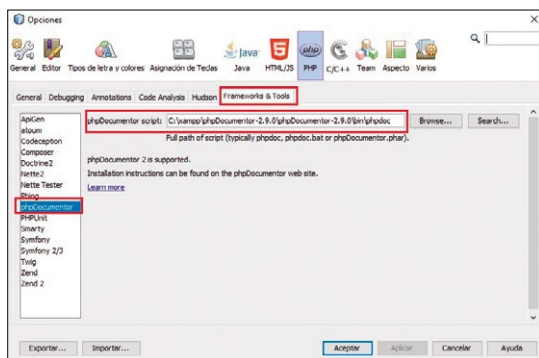 Opciones
General Editor Tipos de letra y colores Asignación de Teclas Java HTML/JS PHP C/C++ Team Aspecto Varios
General Debugging Annotations Code Analysis Hudson Frameworks & Tools
ApiGen
atoum
Codeception
Composer
Doctrine2
Nette2
Nette Tester
Phing
phpDocumentor
PHPUnit
Smarty
Symfony
Symfony 2/3
Twig
Zend
Zend 2
phpDocumentor script: C:\xampp\phpDocumentor-2.9.0\phpDocumentor-2.9.0\bin\phpdoc Browse... Search...
Full path of script (typically phpdoc, phpdoc.bat or phpDocumentor.phar).
phpDocumentor 2 is supported.
Installation instructions can be found on the phpDocumentor web site.
Learn more
Exportar... Importar... Aceptar Aplicar Cancelar Ayuda